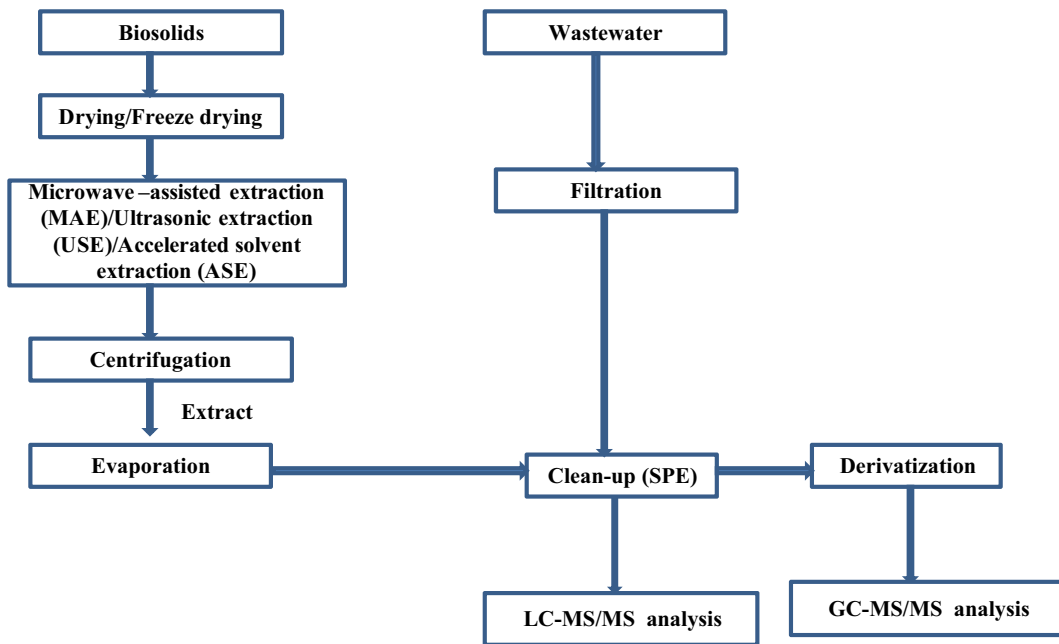 Biosolids
Wastewater
Drying/Freeze drying
Microwave –assisted extraction
(MAE)/Ultrasonic extraction
(USE)/Accelerated solvent
extraction (ASE)
Filtration
Centrifugation
Extract
Evaporation
Clean-up (SPE)
Derivatization
LC-MS/MS analysis
GC-MS/MS analysis